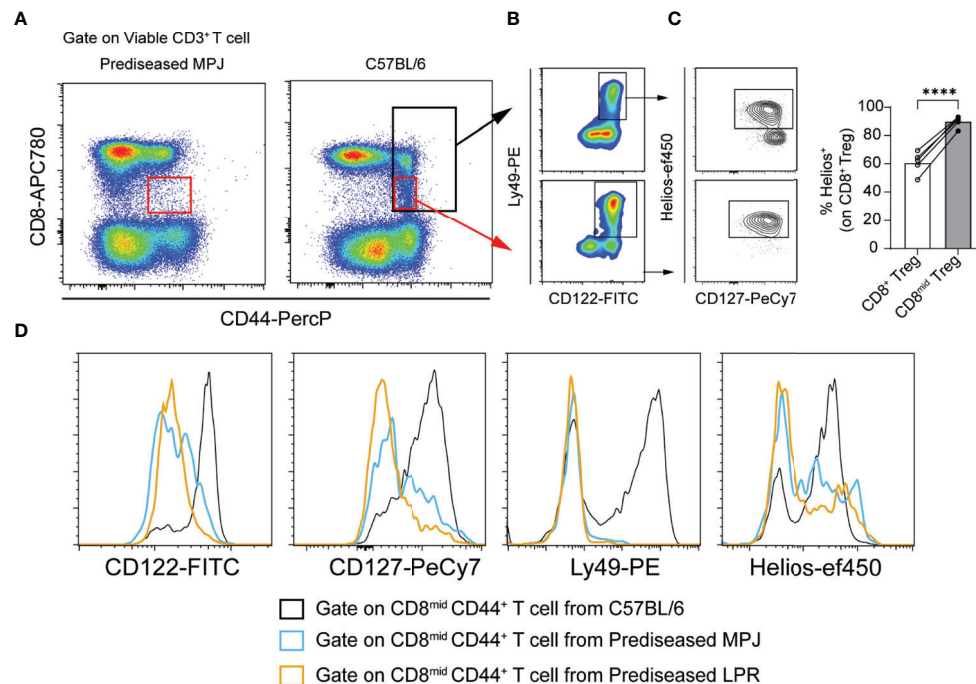 A
B
C
Gate on Viable CD3⁺ T cell
Prediseased MPJ
C57BL/6
CD8-APC780
CD44-PercP
Ly49-PE
CD122-FITC
Helios-ef450
CD127-PeCy7
****
% Helios⁺
(on CD8⁺ Treg)
100
80
60
40
20
0
CD8⁺ Treg
CD8ᵐⁱᵈ Treg
D
CD122-FITC
CD127-PeCy7
Ly49-PE
Helios-ef450
Gate on CD8ᵐⁱᵈ CD44⁺ T cell from C57BL/6
Gate on CD8ᵐⁱᵈ CD44⁺ T cell from Prediseased MPJ
Gate on CD8ᵐⁱᵈ CD44⁺ T cell from Prediseased LPR